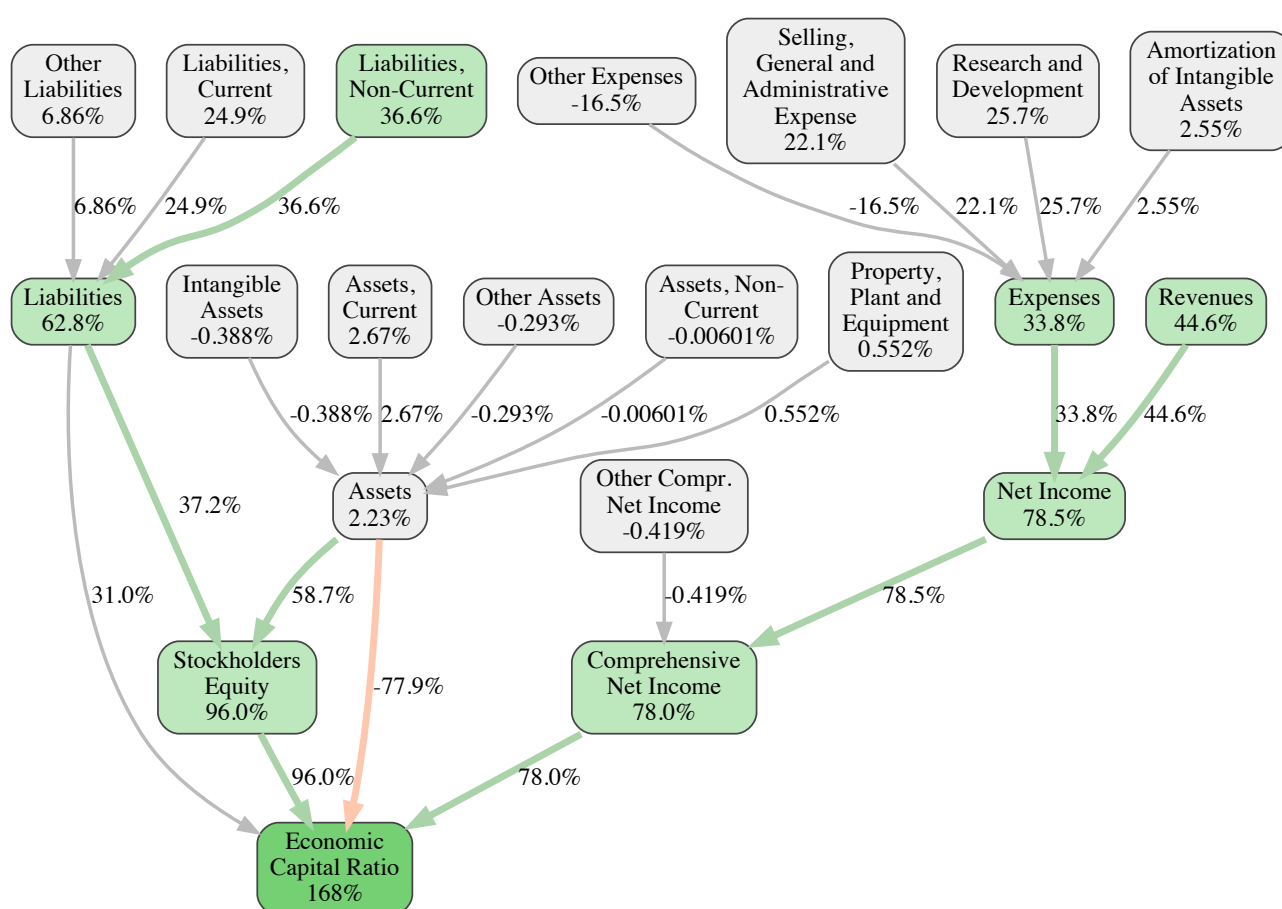 Other
Liabilities
6.86%
Liabilities,
Current
24.9%
Liabilities,
Non-Current
36.6%
Other Expenses
-16.5%
Selling,
General and
Administrative
Expense
22.1%
Research and
Development
25.7%
Amortization
of Intangible
Assets
2.55%
6.86%
24.9%
36.6%
-16.5%
22.1%
25.7%
2.55%
Liabilities
62.8%
Intangible
Assets
-0.388%
Assets,
Current
2.67%
Other Assets
-0.293%
Assets, Non-
Current
-0.00601%
Property,
Plant and
Equipment
0.552%
Expenses
33.8%
Revenues
44.6%
-0.388%
2.67%
-0.293%
-0.00601%
0.552%
33.8%
44.6%
37.2%
Assets
2.23%
Other Compr.
Net Income
-0.419%
Net Income
78.5%
31.0%
58.7%
-0.419%
78.5%
Stockholders
Equity
96.0%
-77.9%
Comprehensive
Net Income
78.0%
96.0%
78.0%
Economic
Capital Ratio
168%